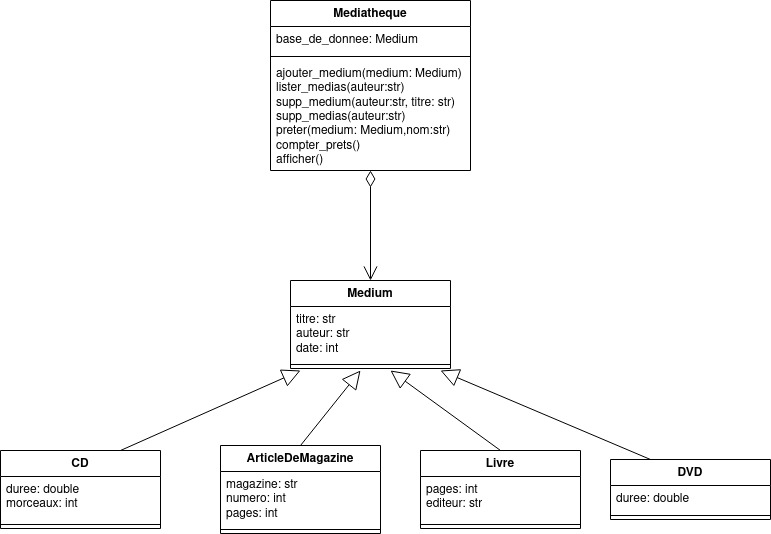 Mediatheque
base_de_donnee: Medium
ajouter_medium(medium: Medium)
lister_medias(auteur:str)
supp_medium(auteur:str, titre: str)
supp_medias(auteur:str)
preter(medium: Medium,nom:str)
compter_prets()
afficher()
Medium
titre: str
auteur: str
date: int
CD
duree: double
morceaux: int
ArticleDeMagazine
magazine: str
numero: int
pages: int
Livre
pages: int
editeur: str
DVD
duree: double